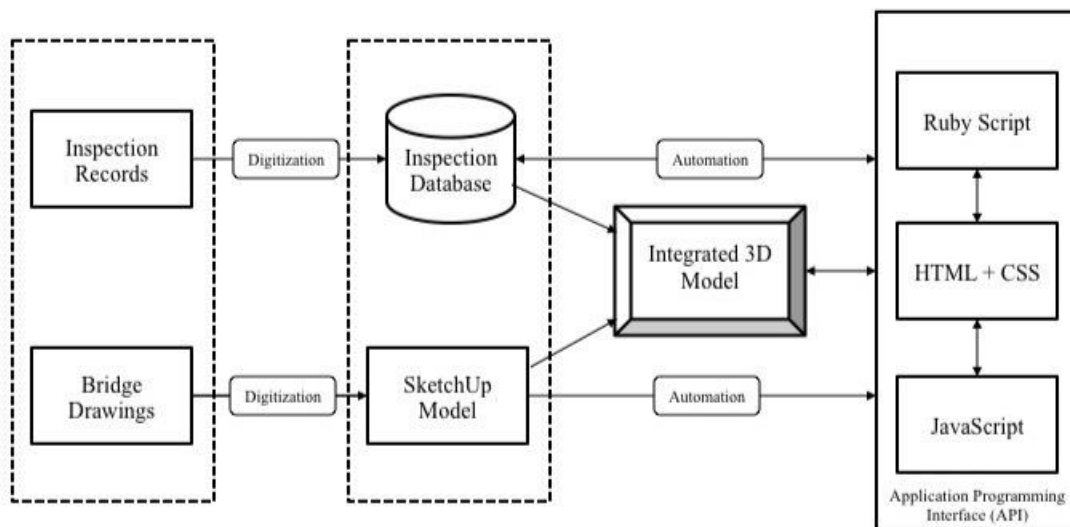 Inspection
Records
Digitization
Inspection
Database
Automation
Ruby Script
Integrated 3D
Model
HTML + CSS
Bridge
Drawings
Digitization
SketchUp
Model
Automation
JavaScript
Application Programming
Interface (API)